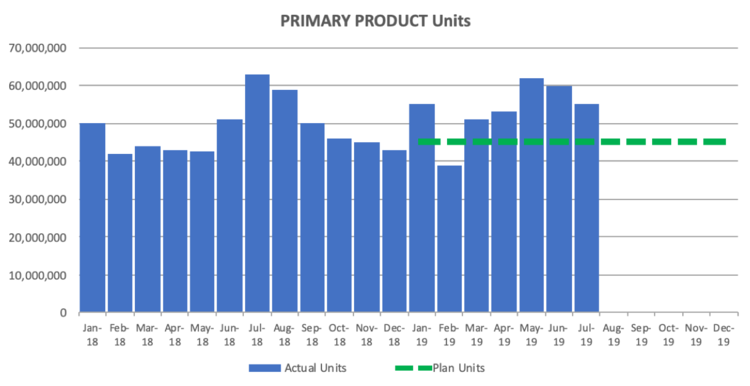 PRIMARY PRODUCT Units
70,000,000
60,000,000
50,000,000
40,000,000
30,000,000
20,000,000
10,000,000
0
Jan- Feb- Mar- Apr- May- Jun- Jul- Aug- Sep- Oct- Nov- Dec- Jan- Feb- Mar- Apr- May- Jun- Jul- Aug- Sep- Oct- Nov- Dec-
18 18 18 18 18 18 18 18 18 18 18 18 19 19 19 19 19 19 19 19 19 19 19 19
Actual Units Plan Units